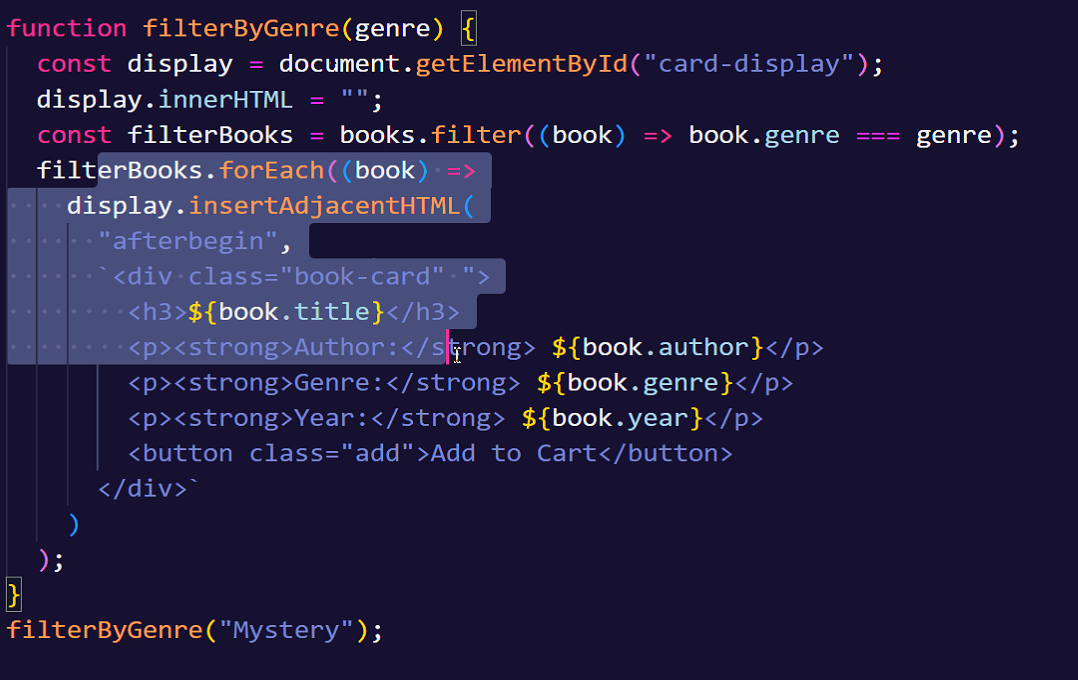 function filterByGenre(genre) {
const display = document.getElementById("card-display");
display.innerHTML = "";
const filterBooks = books.filter((book) => book.genre === genre);
filterBooks.forEach((book) =>
display.insertAdjacentHTML(
"afterbegin",
`<div class="book-card" ">
<h3>${book.title}</h3>
<p><strong>Author:</strong> ${book.author}</p>
<p><strong>Genre:</strong> ${book.genre}</p>
<p><strong>Year:</strong> ${book.year}</p>
<button class="add">Add to Cart</button>
</div>`
)
);
}
filterByGenre("Mystery");